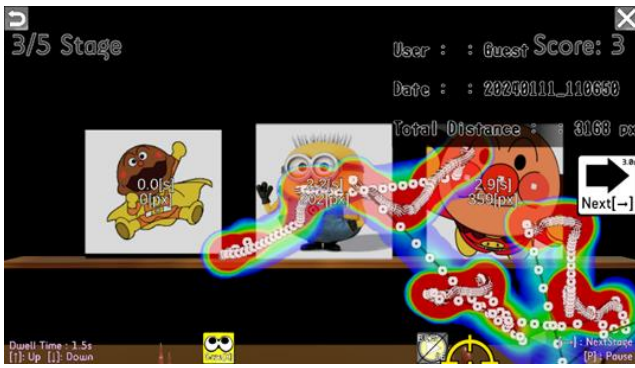 3/5 Stage
Score: 3
User : : Guest
Date : : 20240111_110650
Total Distance : : 3168 px
0.0[s]
0[px]
2.9[s]
359[px]
Next[→]
Dwell Time : 1.5s
[↑]: Up [↓]: Down
: NextStage
[P] : Pause